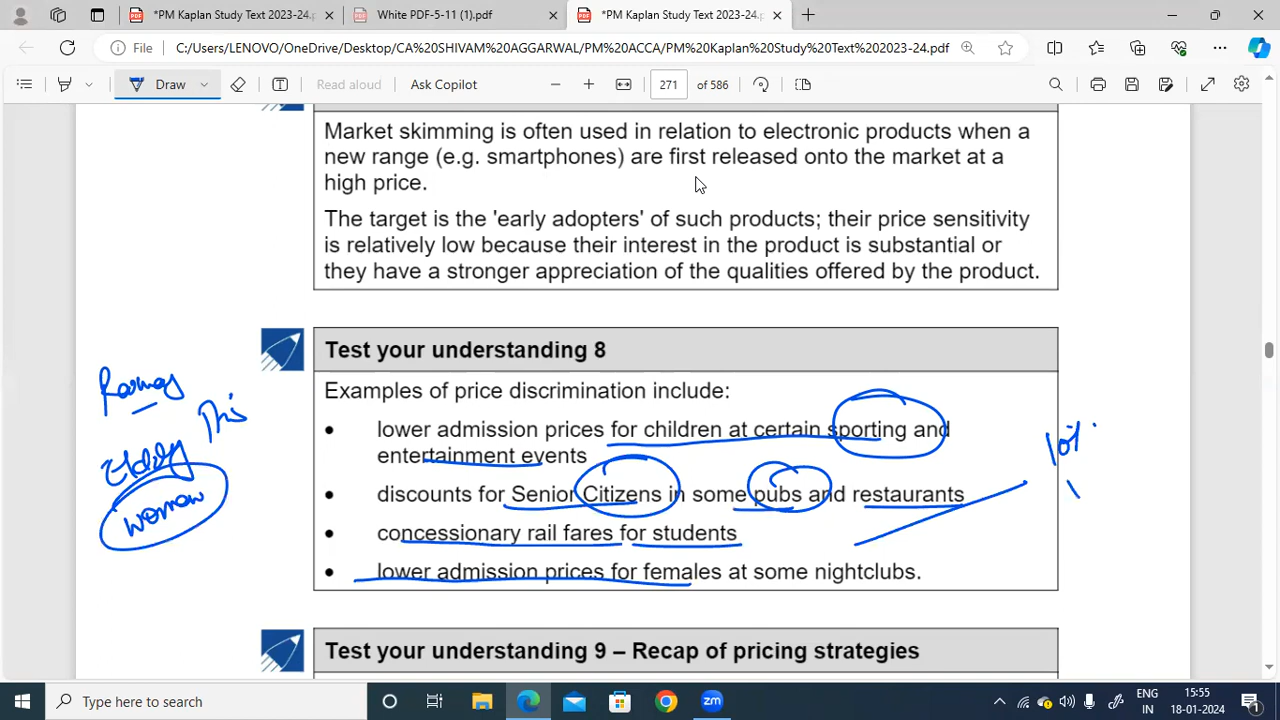 *PM Kaplan Study Text 2023-24.p
White PDF-5-11 (1).pdf
*PM Kaplan Study Text 2023-24.p
File
C:/Users/LENOVO/OneDrive/Desktop/CA%20SHIVAM%20AGGARWAL/PM%20ACCA/PM%20Kaplan%20Study%20Text%202023-24.pdf
Draw
Read aloud
Ask Copilot
271
of 586
Market skimming is often used in relation to electronic products when a
new range (e.g. smartphones) are first released onto the market at a
high price.
The target is the 'early adopters' of such products; their price sensitivity
is relatively low because their interest in the product is substantial or
they have a stronger appreciation of the qualities offered by the product.
Test your understanding 8
Examples of price discrimination include:
• lower admission prices for children at certain sporting and
entertainment events
• discounts for Senior Citizens in some pubs and restaurants
• concessionary rail fares for students
• lower admission prices for females at some nightclubs.
This
women
10%
Test your understanding 9 – Recap of pricing strategies
Type here to search
zm
ENG
IN
15:55
18-01-2024
1